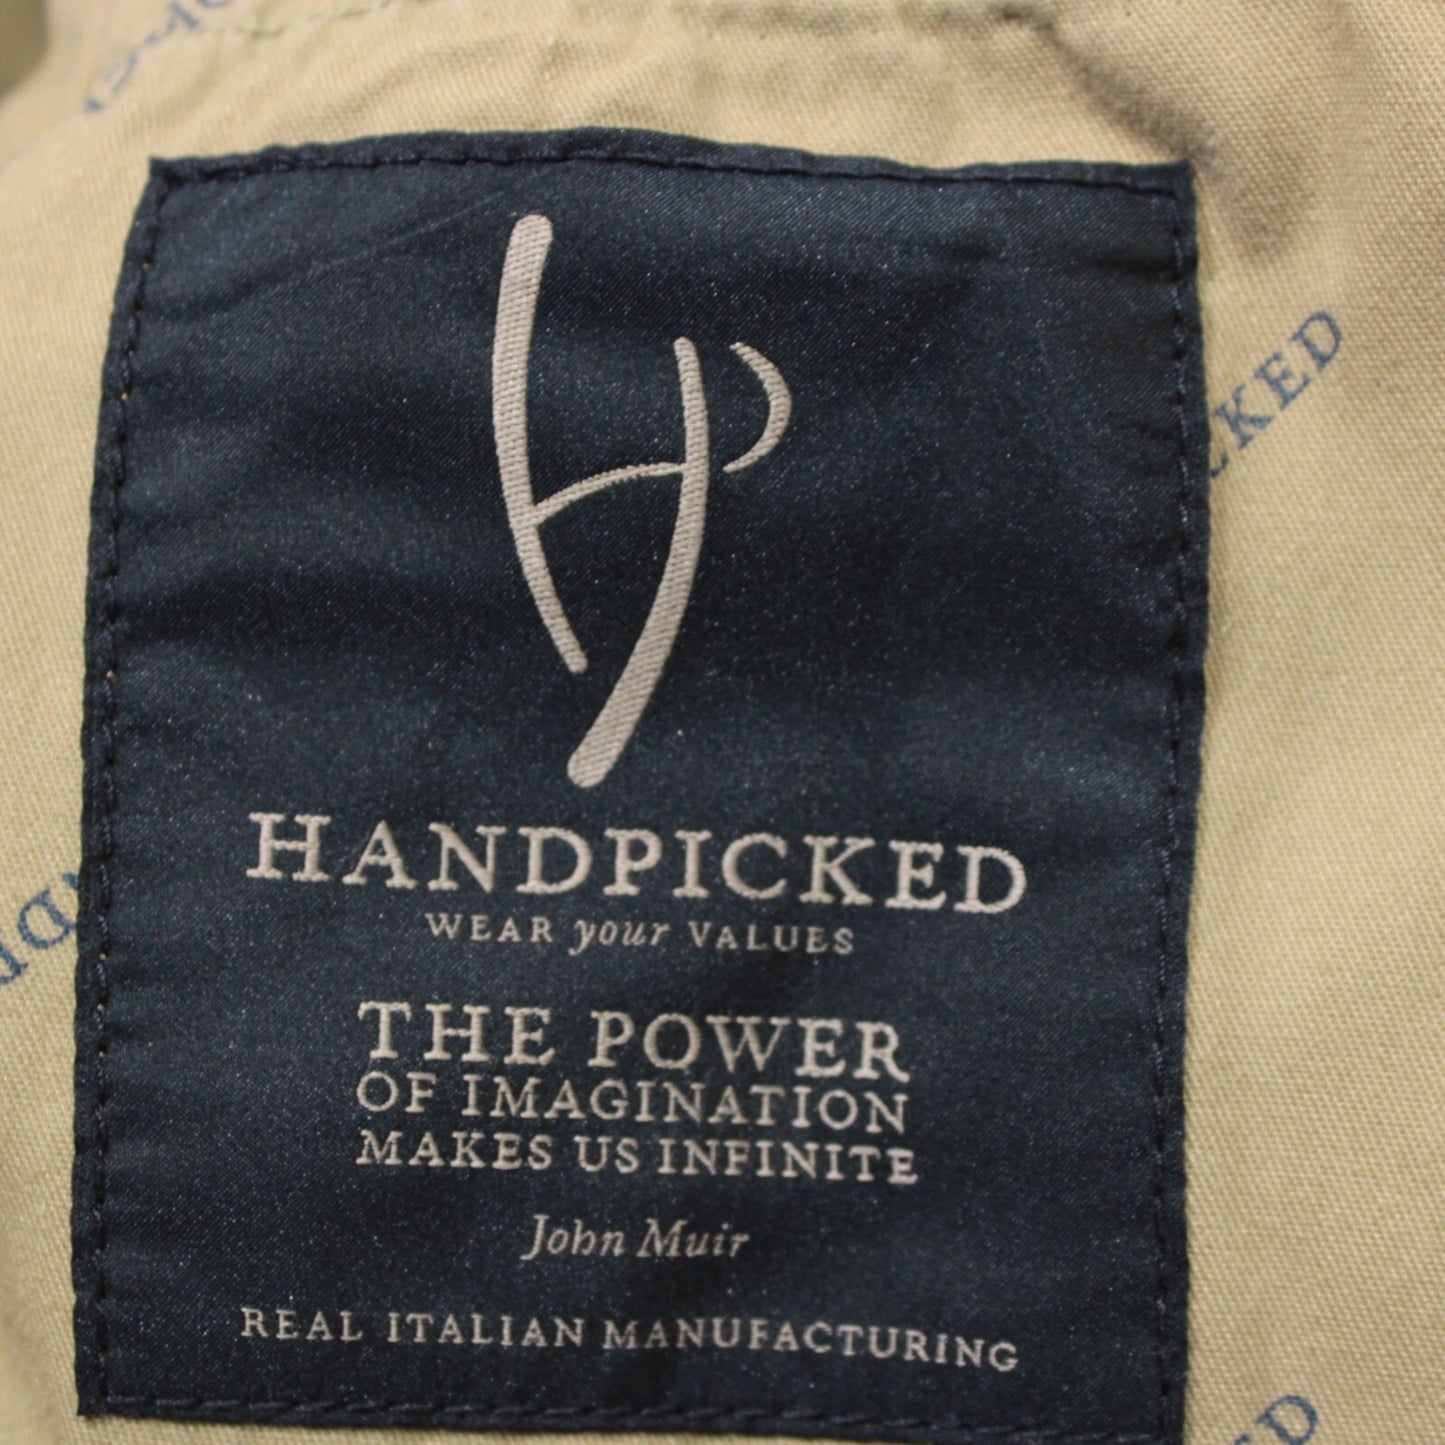 HANDPICKED
WEAR your VALUES
THE POWER
OF IMAGINATION
MAKES US INFINITE
John Muir
REAL ITALIAN MANUFACTURING